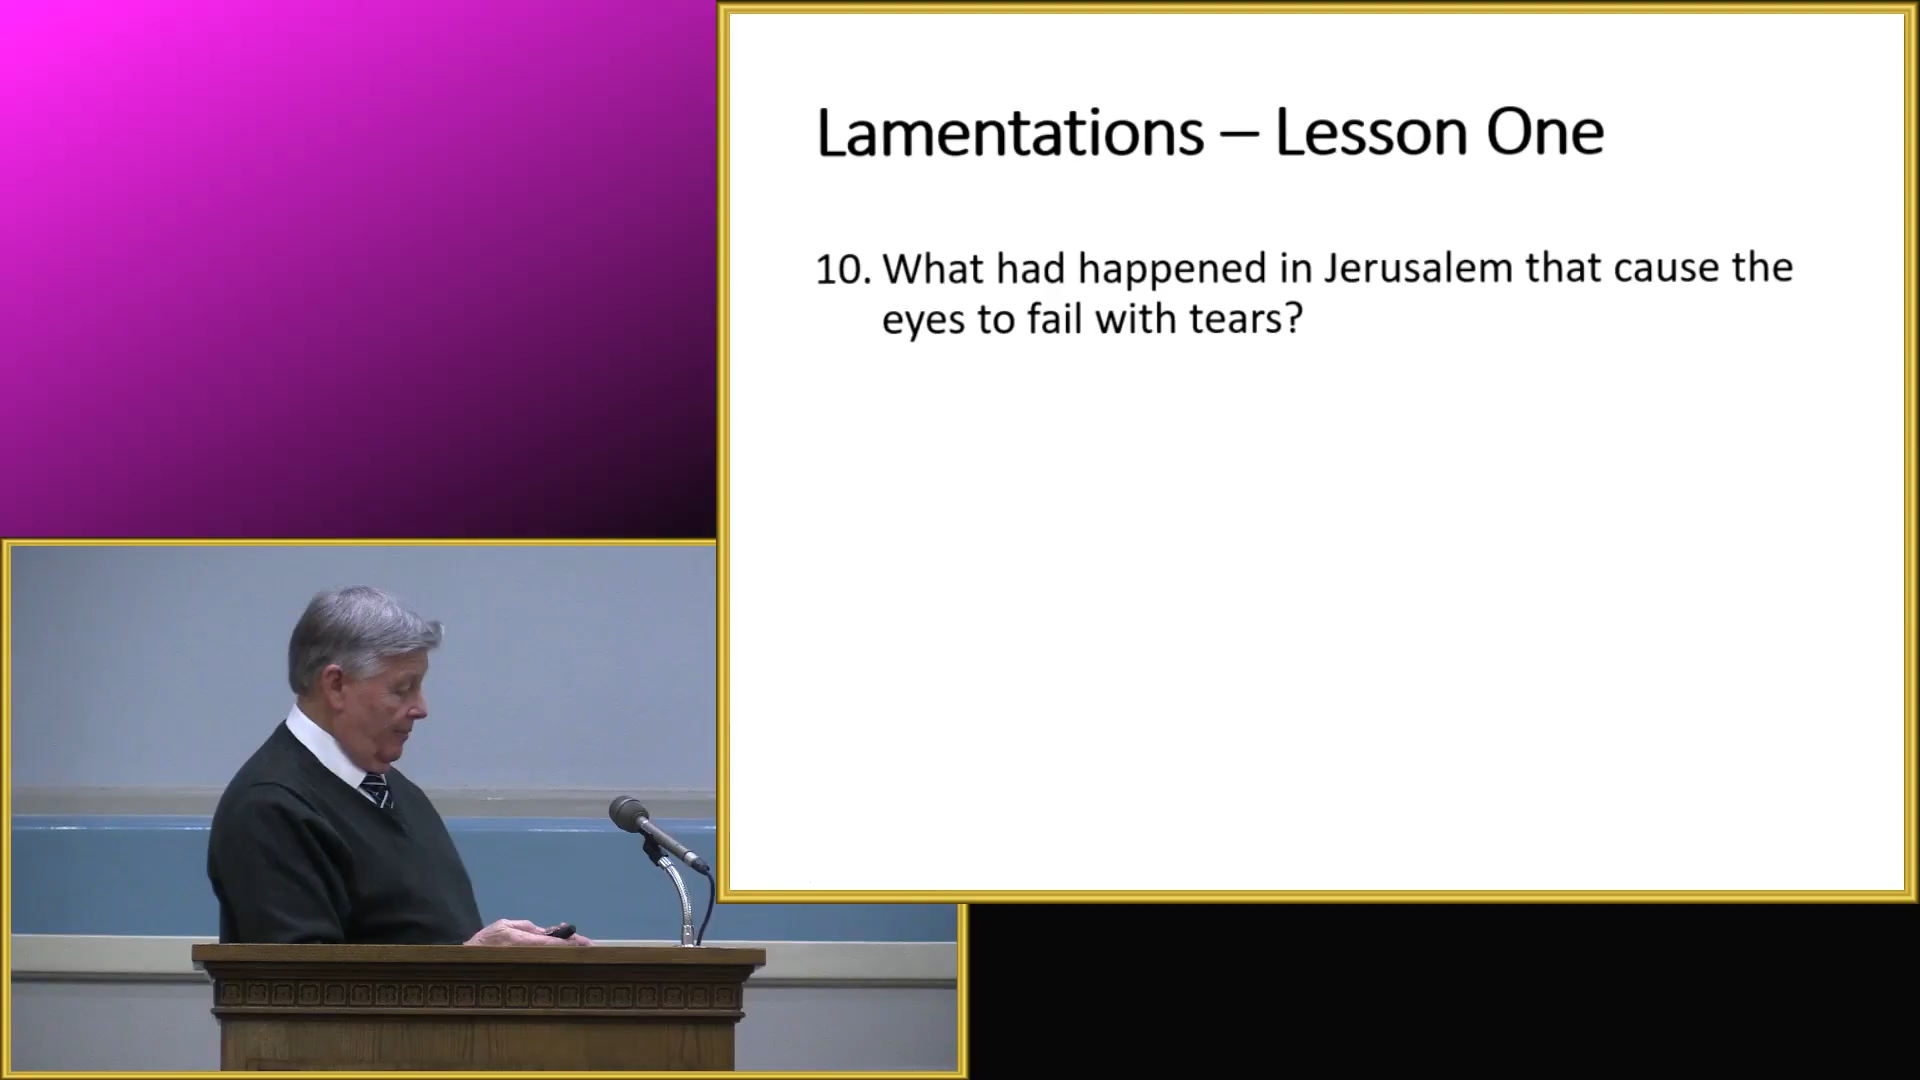 Lamentations – Lesson One
10. What had happened in Jerusalem that cause the
eyes to fail with tears?